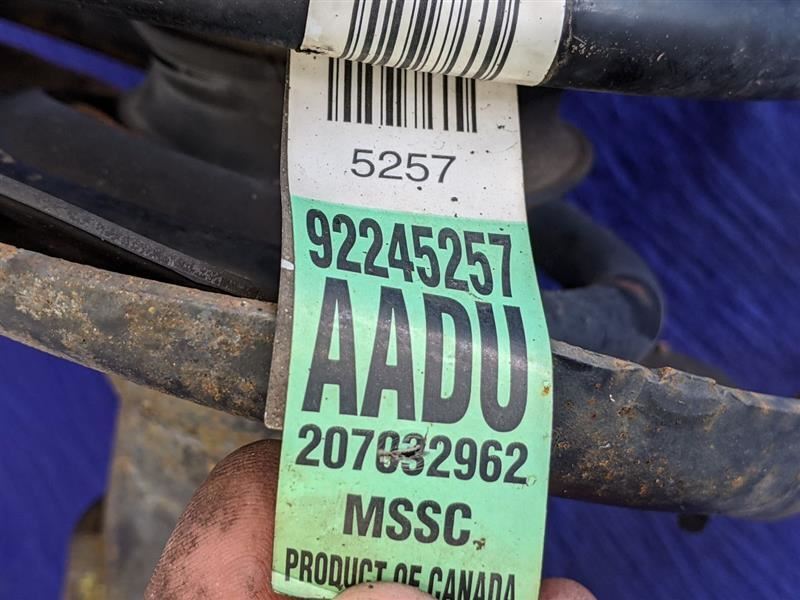 5257
92245257
AADU
207032962
MSSC
PRODUCT OF CANADA